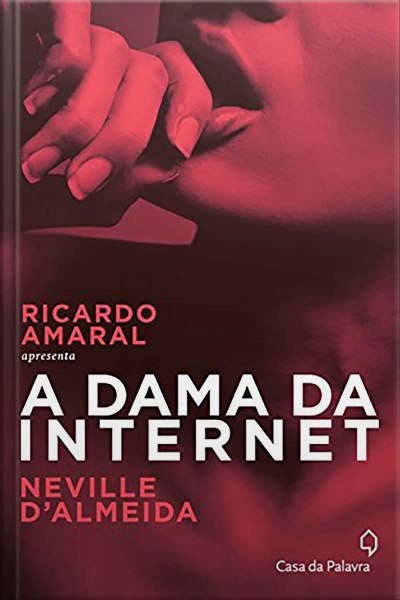 RICARDO
AMARAL
apresenta
A DAMA DA
INTERNET
NEVILLE
D'ALMEIDA
Casa da Palavra